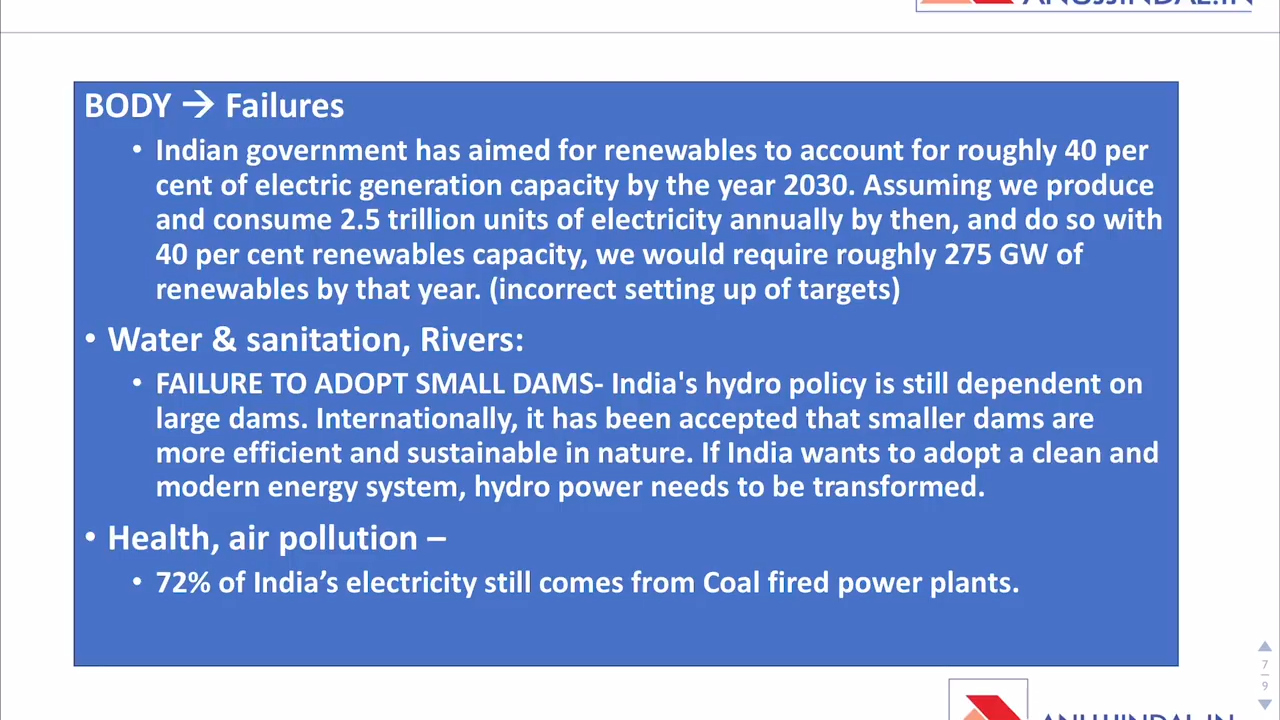 ANUJJINDAL.IN
BODY → Failures
• Indian government has aimed for renewables to account for roughly 40 per
cent of electric generation capacity by the year 2030. Assuming we produce
and consume 2.5 trillion units of electricity annually by then, and do so with
40 per cent renewables capacity, we would require roughly 275 GW of
renewables by that year. (incorrect setting up of targets)
• Water & sanitation, Rivers:
• FAILURE TO ADOPT SMALL DAMS- India's hydro policy is still dependent on
large dams. Internationally, it has been accepted that smaller dams are
more efficient and sustainable in nature. If India wants to adopt a clean and
modern energy system, hydro power needs to be transformed.
• Health, air pollution –
• 72% of India’s electricity still comes from Coal fired power plants.
7
9
ANUJJINDAL.IN